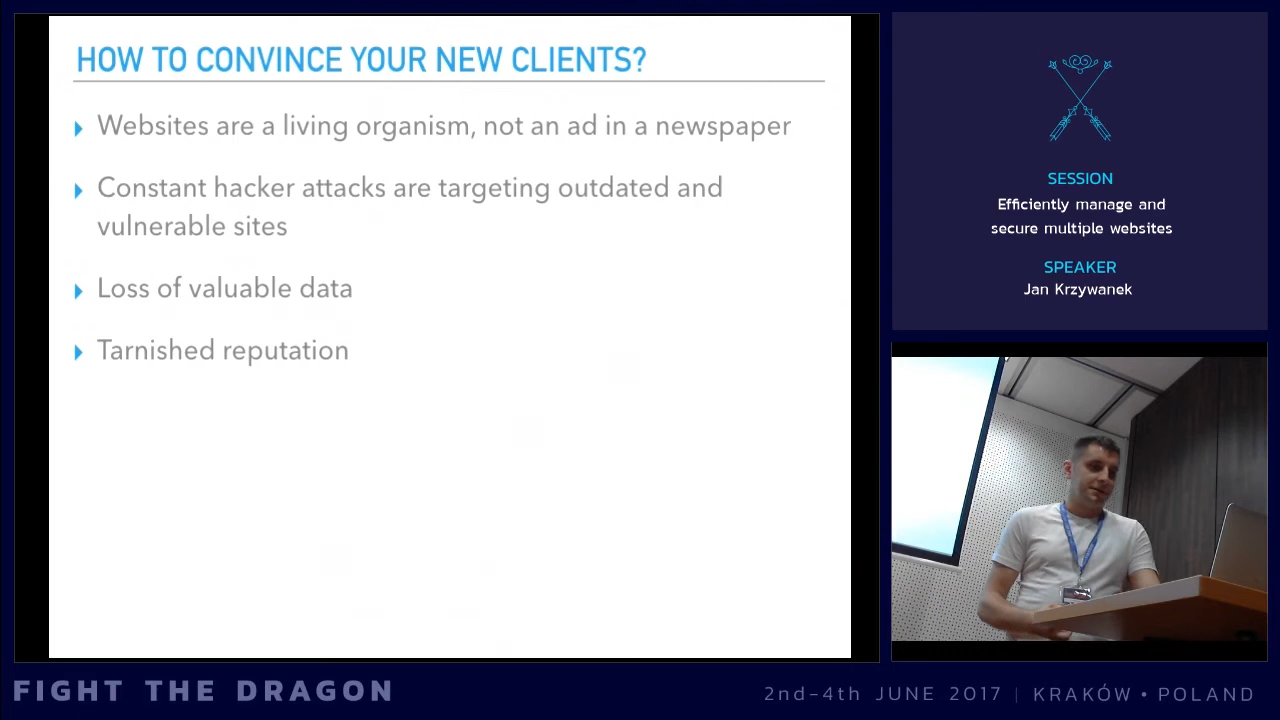 HOW TO CONVINCE YOUR NEW CLIENTS?
Websites are a living organism, not an ad in a newspaper
Constant hacker attacks are targeting outdated and
vulnerable sites
Loss of valuable data
Tarnished reputation
SESSION
Efficiently manage and
secure multiple websites
SPEAKER
Jan Krzywanek
FIGHT THE DRAGON
2nd-4th JUNE 2017 | KRAKÓW • POLAND